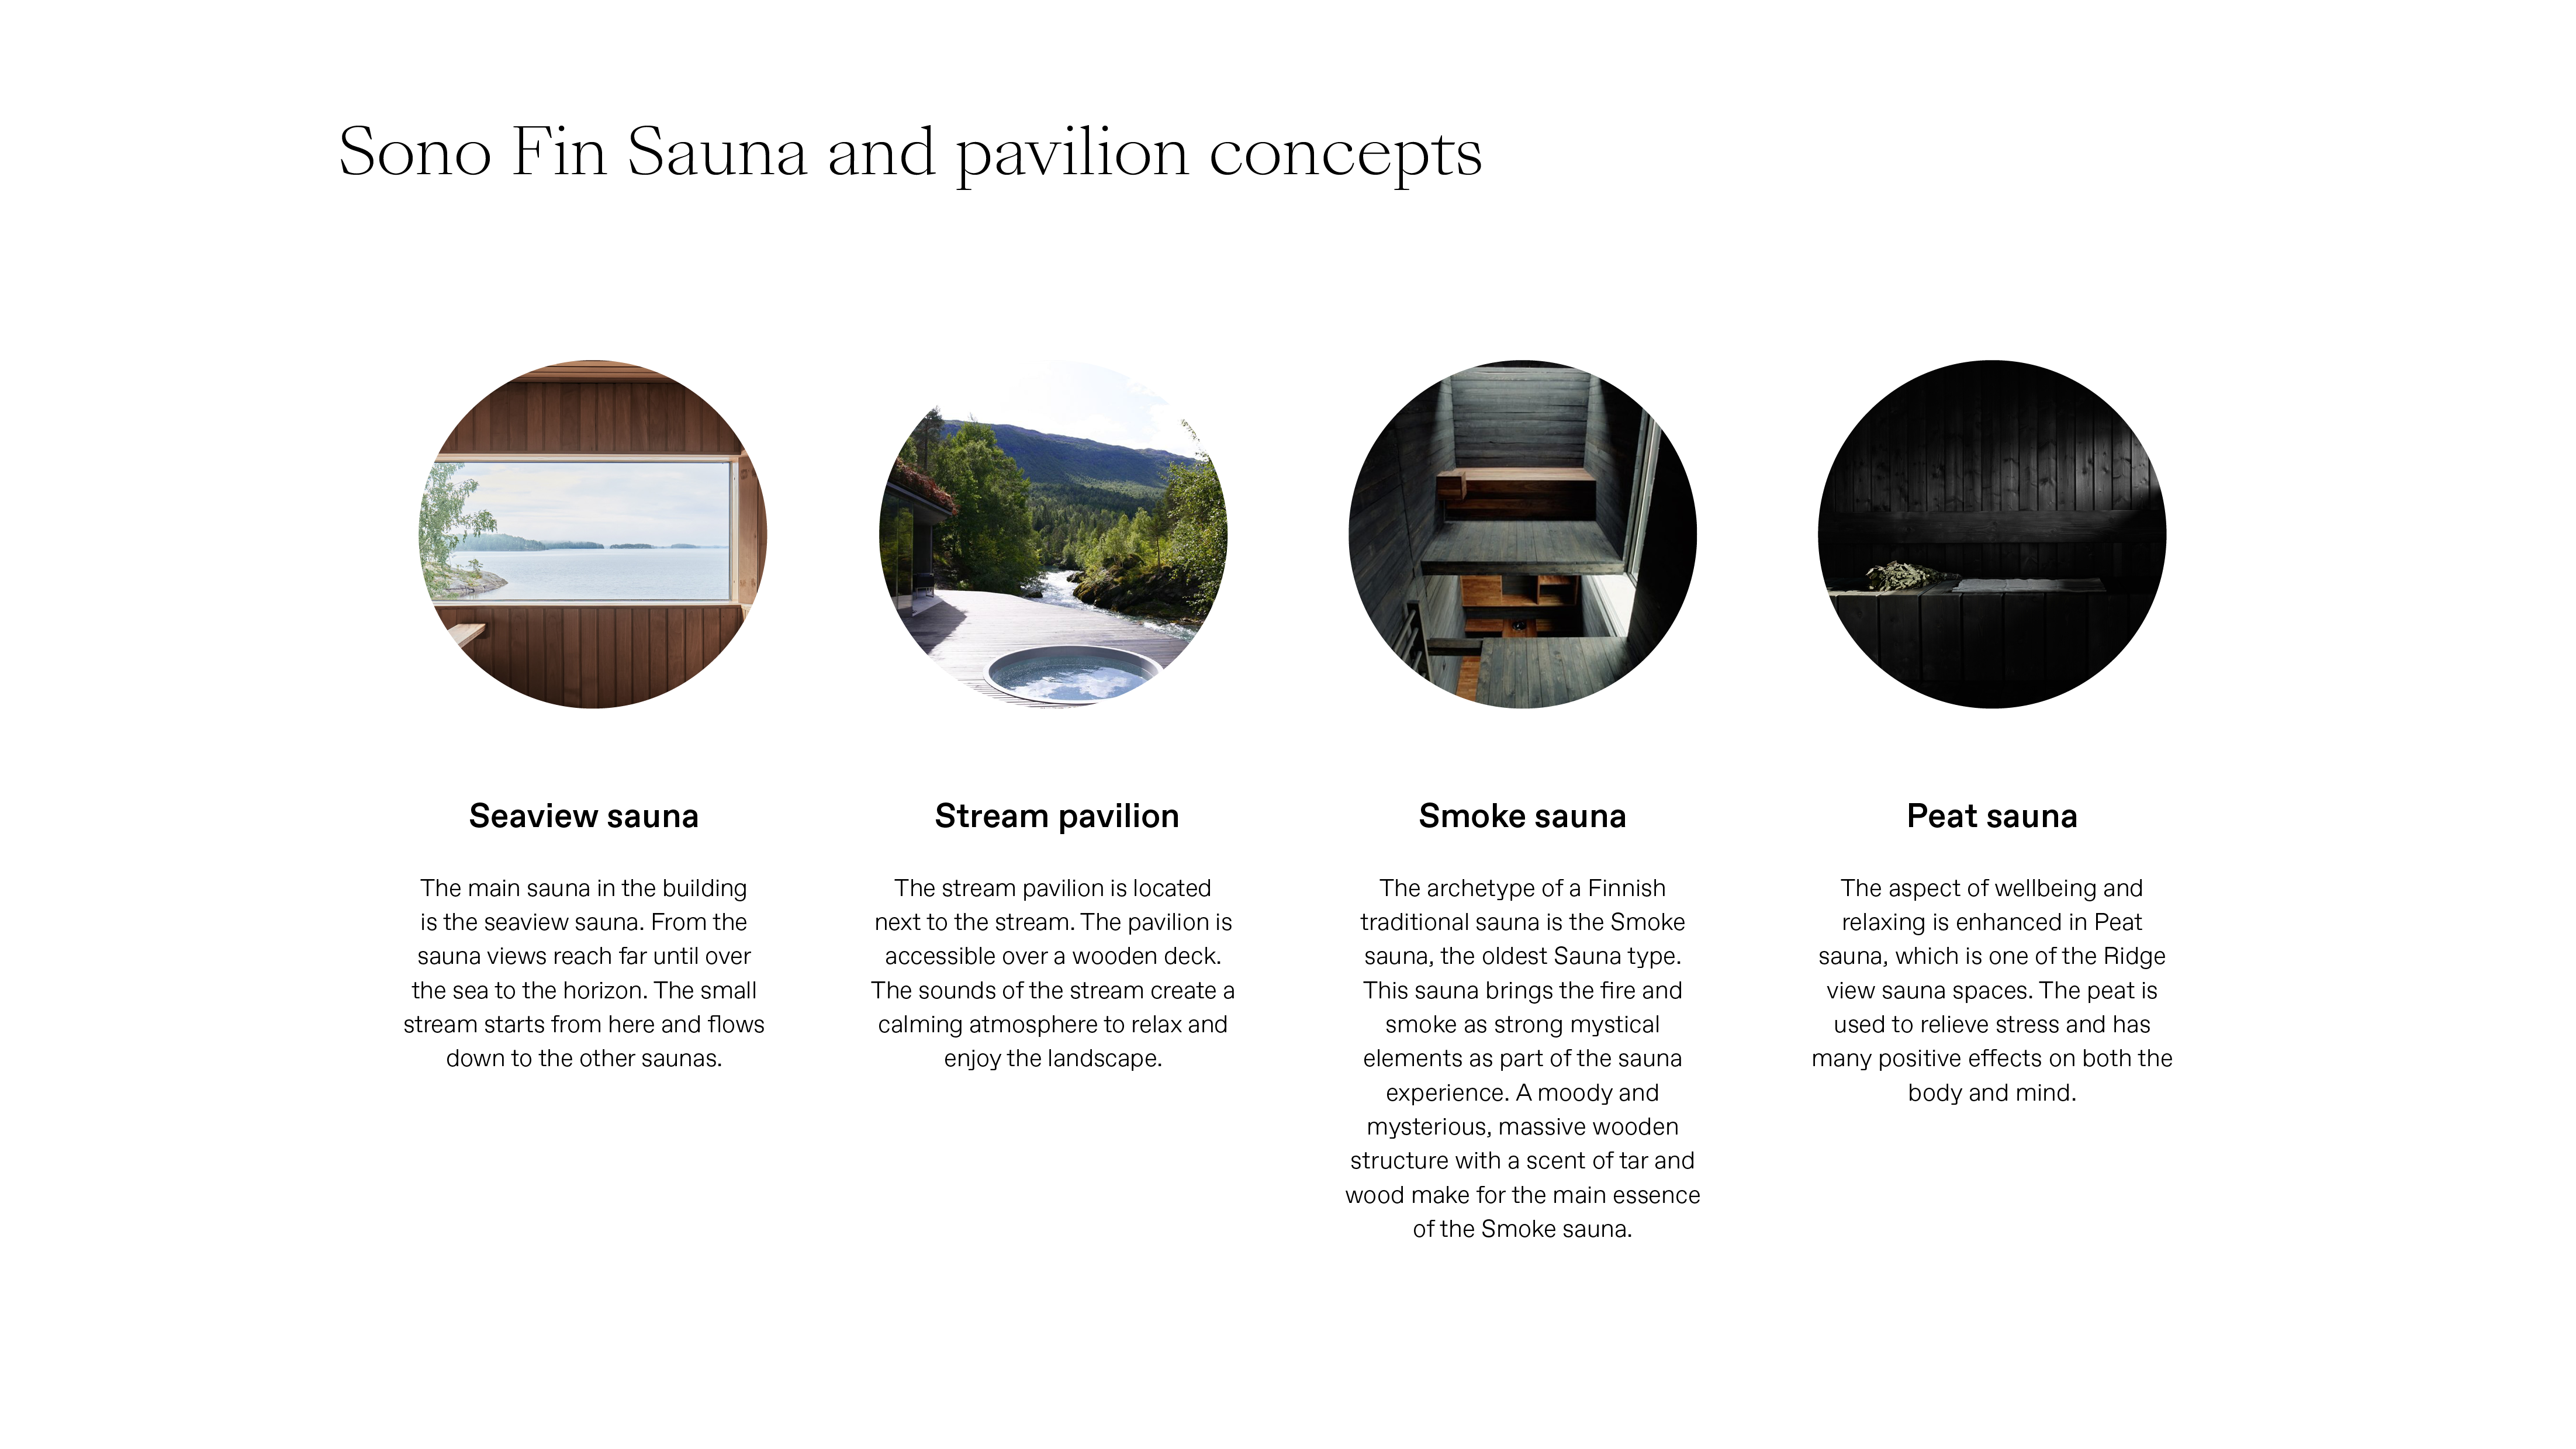 Sono Fin Sauna and pavilion concepts
Seaview sauna
The main sauna in the building
is the seaview sauna. From the
sauna views reach far until over
the sea to the horizon. The small
stream starts from here and flows
down to the other saunas.
Stream pavilion
The stream pavilion is located
next to the stream. The pavilion is
accessible over a wooden deck.
The sounds of the stream create a
calming atmosphere to relax and
enjoy the landscape.
Smoke sauna
The archetype of a Finnish
traditional sauna is the Smoke
sauna, the oldest Sauna type.
This sauna brings the fire and
smoke as strong mystical
elements as part of the sauna
experience. A moody and
mysterious, massive wooden
structure with a scent of tar and
wood make for the main essence
of the Smoke sauna.
Peat sauna
The aspect of wellbeing and
relaxing is enhanced in Peat
sauna, which is one of the Ridge
view sauna spaces. The peat is
used to relieve stress and has
many positive effects on both the
body and mind.